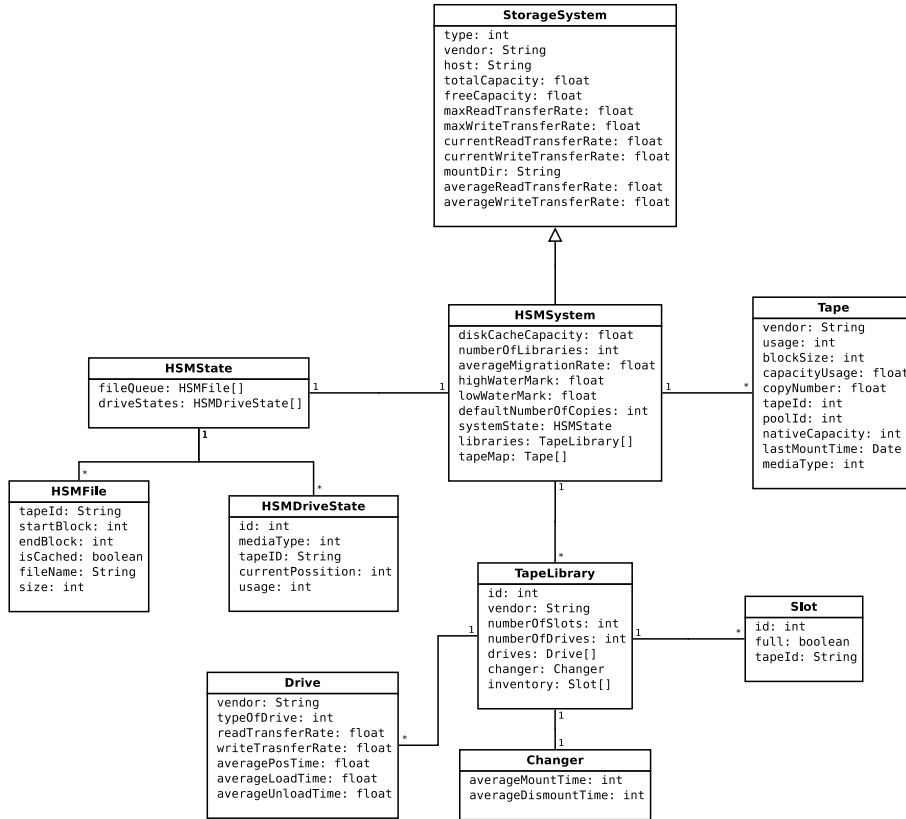 StorageSystem
type: int
vendor: String
host: String
totalCapacity: float
freeCapacity: float
maxReadTransferRate: float
maxWriteTransferRate: float
currentReadTransferRate: float
currentWriteTransferRate: float
mountDir: String
averageReadTransferRate: float
averageWriteTransferRate: float
HSMSystem
diskCacheCapacity: float
numberOfLibraries: int
averageMigrationRate: float
highWaterMark: float
lowWaterMark: float
defaultNumberOfCopies: int
systemState: HSMState
libraries: TapeLibrary[]
tapeMap: Tape[]
Tape
vendor: String
usage: int
blockSize: int
capacityUsage: float
copyNumber: float
tapeId: int
poolId: int
nativeCapacity: int
lastMountTime: Date
mediaType: int
HSMState
fileQueue: HSMFile[]
driveStates: HSMDriveState[]
1
1
1
*
1
*
*
HSMFile
tapeId: String
startBlock: int
endBlock: int
isCached: boolean
fileName: String
size: int
HSMDriveState
id: int
mediaType: int
tapeID: String
currentPossition: int
usage: int
1
*
TapeLibrary
id: int
vendor: String
numberOfSlots: int
numberOfDrives: int
drives: Drive[]
changer: Changer
inventory: Slot[]
1
*
Slot
id: int
full: boolean
tapeId: String
1
*
Drive
vendor: String
typeOfDrive: int
readTransferRate: float
writeTrasnferRate: float
averagePosTime: float
averageLoadTime: float
averageUnloadTime: float
1
1
Changer
averageMountTime: int
averageDismountTime: int